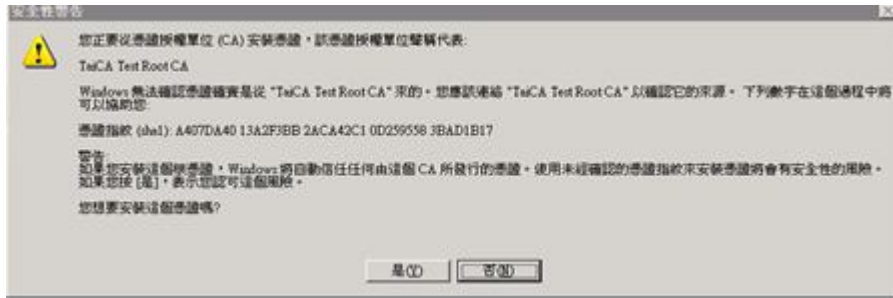 安全性警告
您正要從憑證授權單位 (CA) 安裝憑證，該憑證授權單位聲稱代表:
TaiCA Test Root CA
Windows 無法確認憑證確實是從 "TaiCA Test Root CA" 來的。您應該連絡 "TaiCA Test Root CA" 以確認它的來源。 下列數字在這個過程中將
可以協助您:
憑證指紋 (sha1): A407DA40 13A2F3BB 2ACA42C1 0D259558 3BAD1B17
警告:
如果您安裝這個根憑證，Windows 將自動信任任何由這個 CA 所發行的憑證。使用未經確認的憑證指紋來安裝憑證將會有安全性的風險。
如果您按 [是]，表示您認可這個風險。
您想要安裝這個憑證嗎?
是(Y)
否(N)